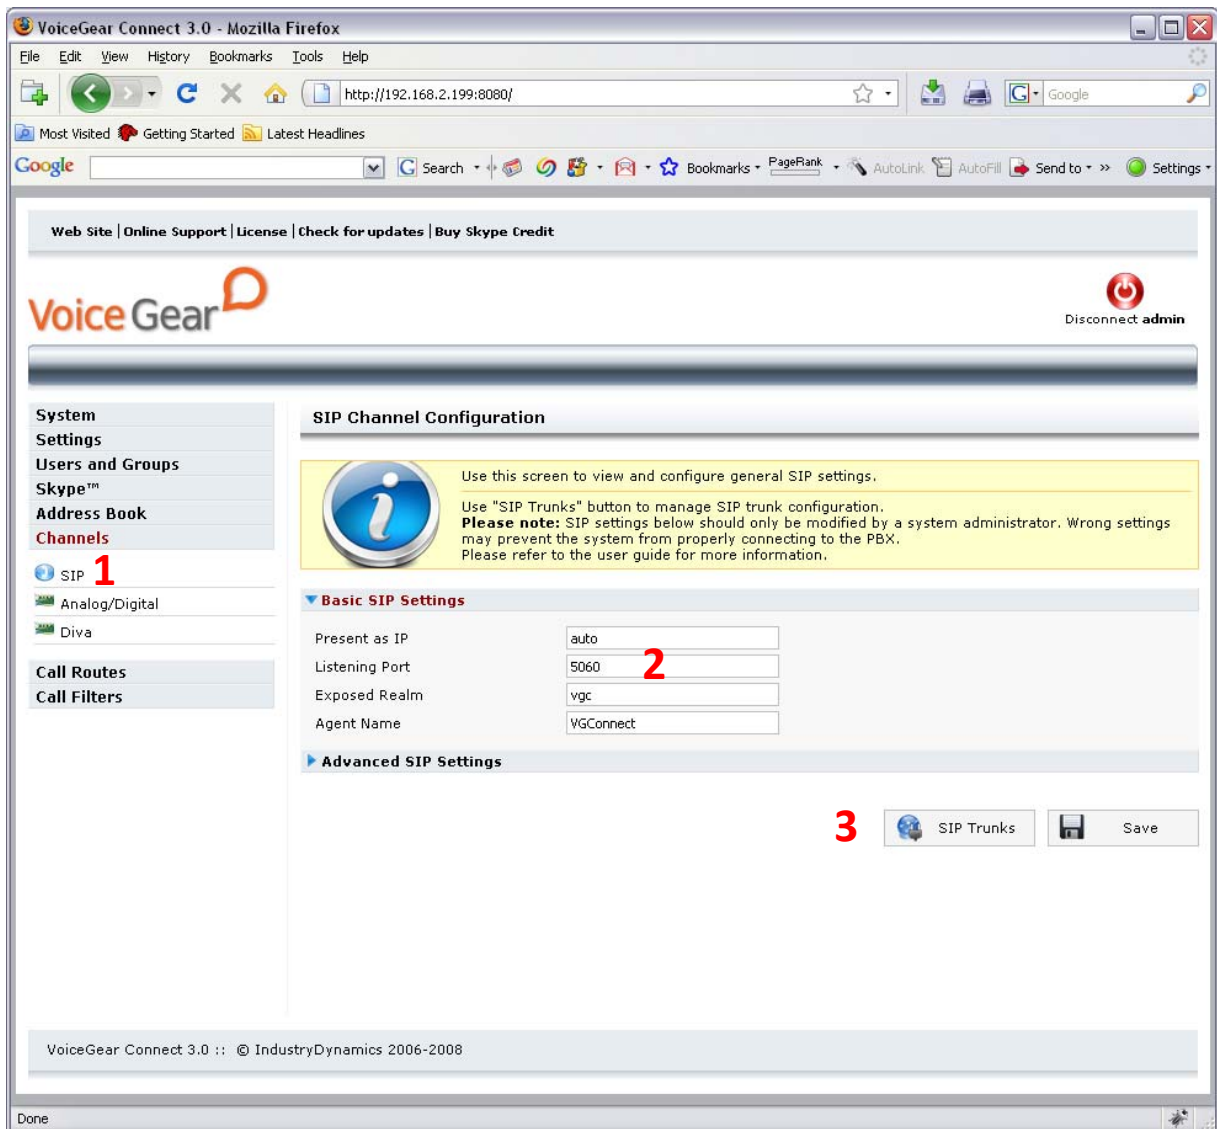 VoiceGear Connect 3.0 - Mozilla Firefox
File Edit View History Bookmarks Tools Help
http://192.168.2.199:8080/
G Google
Most Visited Getting Started Latest Headlines
Google G Search Bookmarks PageRank AutoLink AutoFill Send to » Settings
Web Site | Online Support | License | Check for updates | Buy Skype Credit
Voice Gear
Disconnect admin
System
Settings
Users and Groups
Skype™
Address Book
Channels
SIP 1
Analog/Digital
Diva
Call Routes
Call Filters
SIP Channel Configuration
Use this screen to view and configure general SIP settings.
Use "SIP Trunks" button to manage SIP trunk configuration.
Please note: SIP settings below should only be modified by a system administrator. Wrong settings
may prevent the system from properly connecting to the PBX.
Please refer to the user guide for more information.
Basic SIP Settings
Present as IP auto
Listening Port 5060 2
Exposed Realm vgc
Agent Name VGConnect
Advanced SIP Settings
3 SIP Trunks Save
VoiceGear Connect 3.0 :: © IndustryDynamics 2006-2008
Done